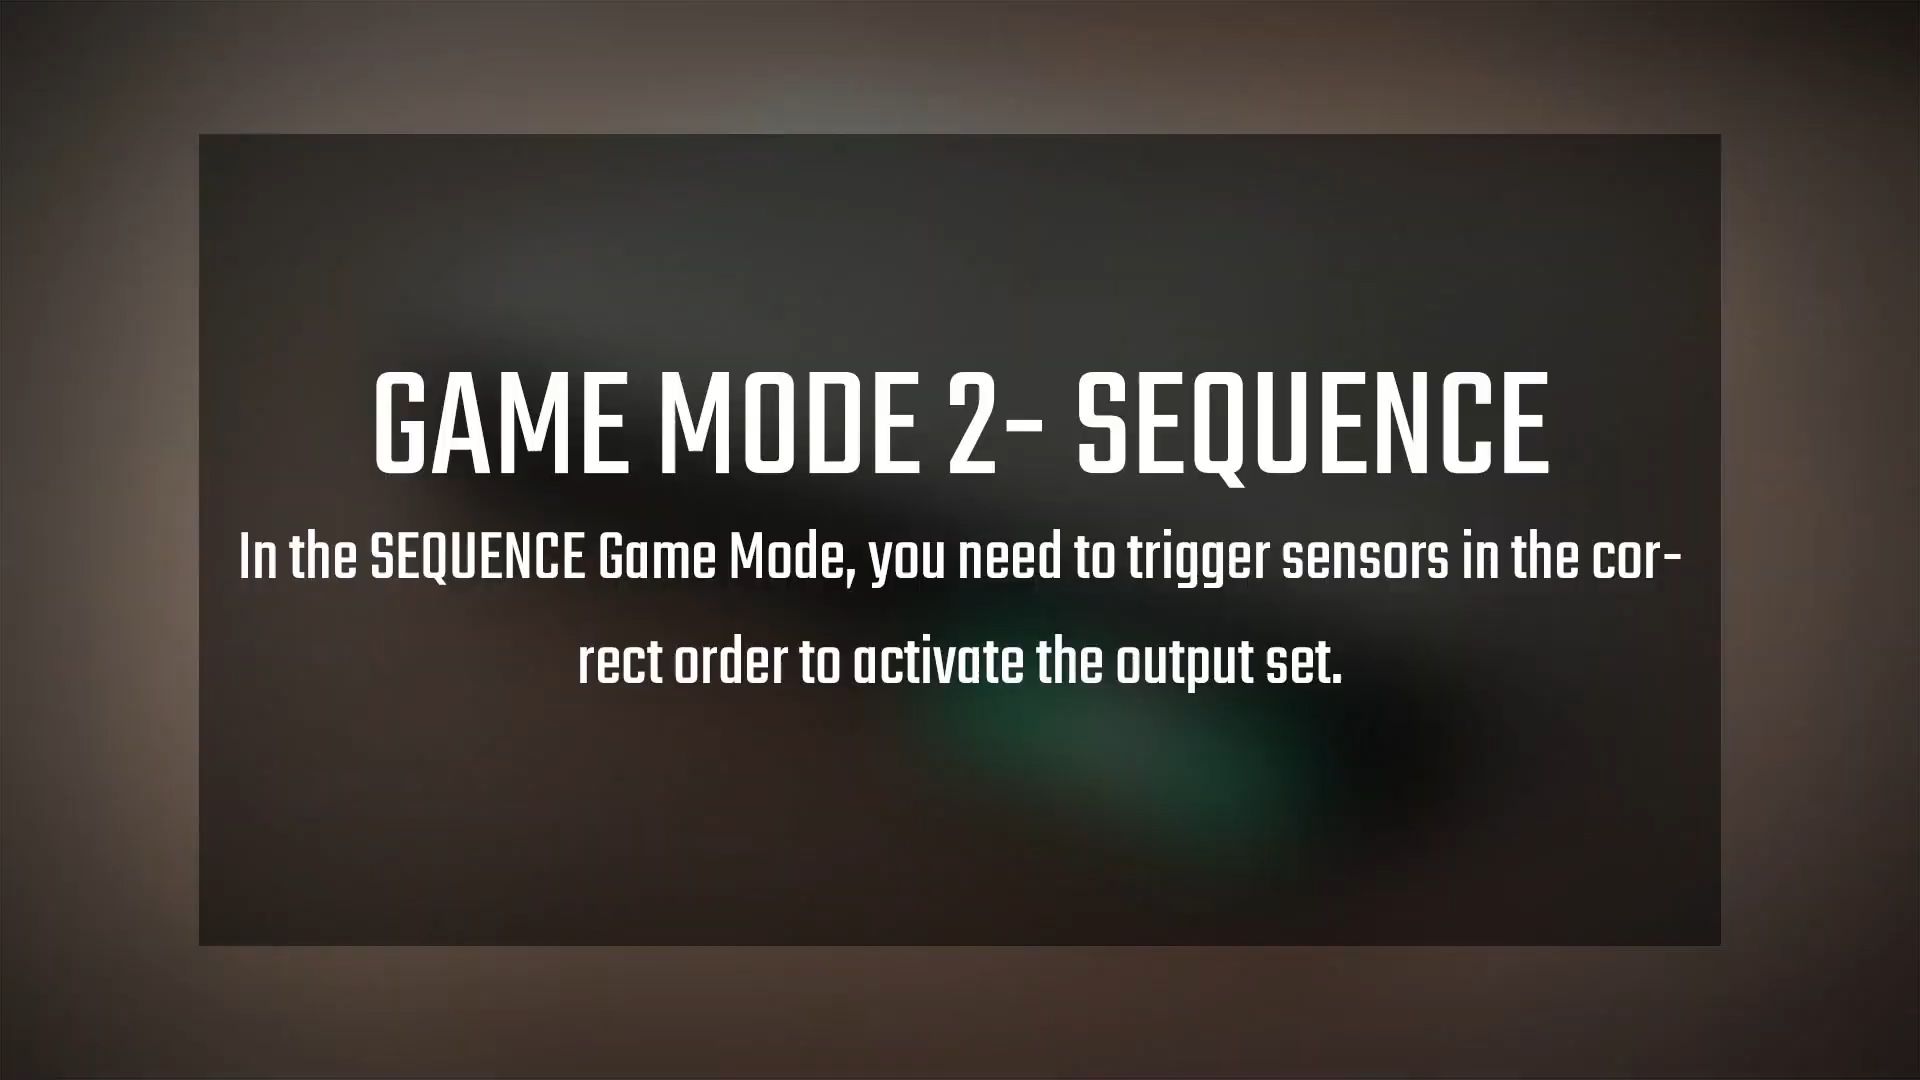 GAME MODE 2- SEQUENCE
In the SEQUENCE Game Mode, you need to trigger sensors in the cor-
rect order to activate the output set.